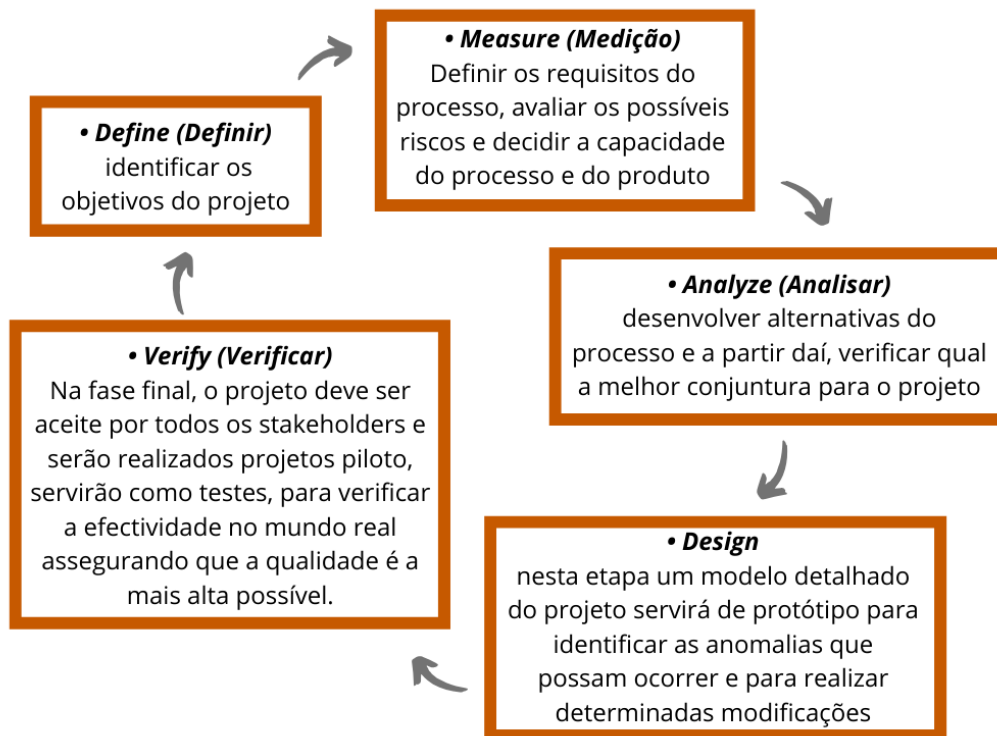 • Define (Definir)
identificar os
objetivos do projeto
• Measure (Medição)
Definir os requisitos do
processo, avaliar os possíveis
riscos e decidir a capacidade
do processo e do produto
• Analyze (Analisar)
desenvolver alternativas do
processo e a partir daí, verificar qual
a melhor conjuntura para o projeto
• Design
nesta etapa um modelo detalhado
do projeto servirá de protótipo para
identificar as anomalias que
possam ocorrer e para realizar
determinadas modificações
• Verify (Verificar)
Na fase final, o projeto deve ser
aceite por todos os stakeholders e
serão realizados projetos piloto,
servirão como testes, para verificar
a efectividade no mundo real
assegurando que a qualidade é a
mais alta possível.